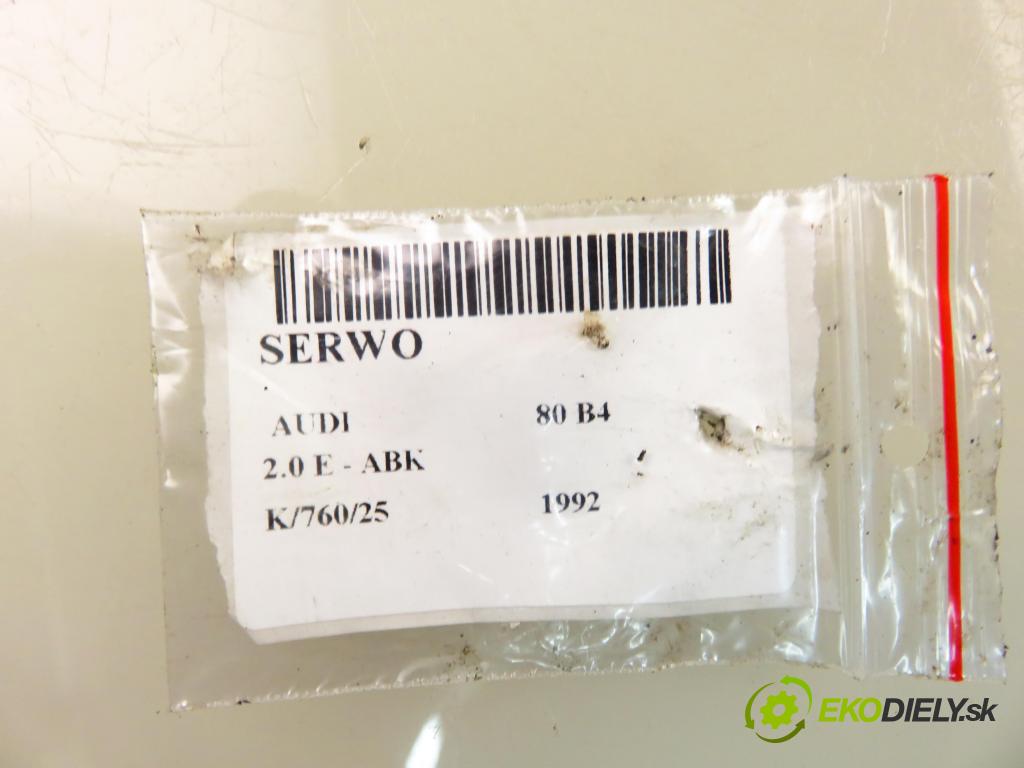 SERWO
AUDI 80 B4
2.0 E - ABK
K/760/25 1992
EKODIELY.sk